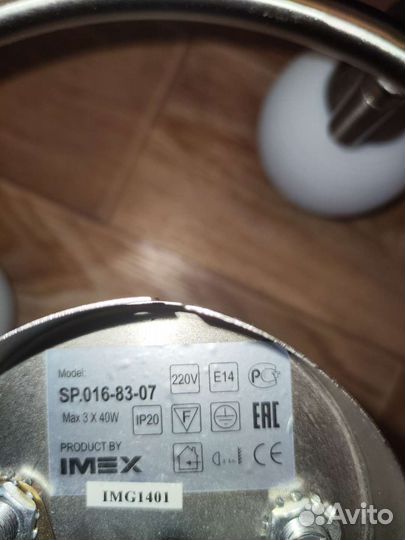 Model:
SP.016-83-07
220V
E14
Max 3 X 40W
IP20
F
EAC
PRODUCT BY
IMEX
CE
IMG1401
Avito